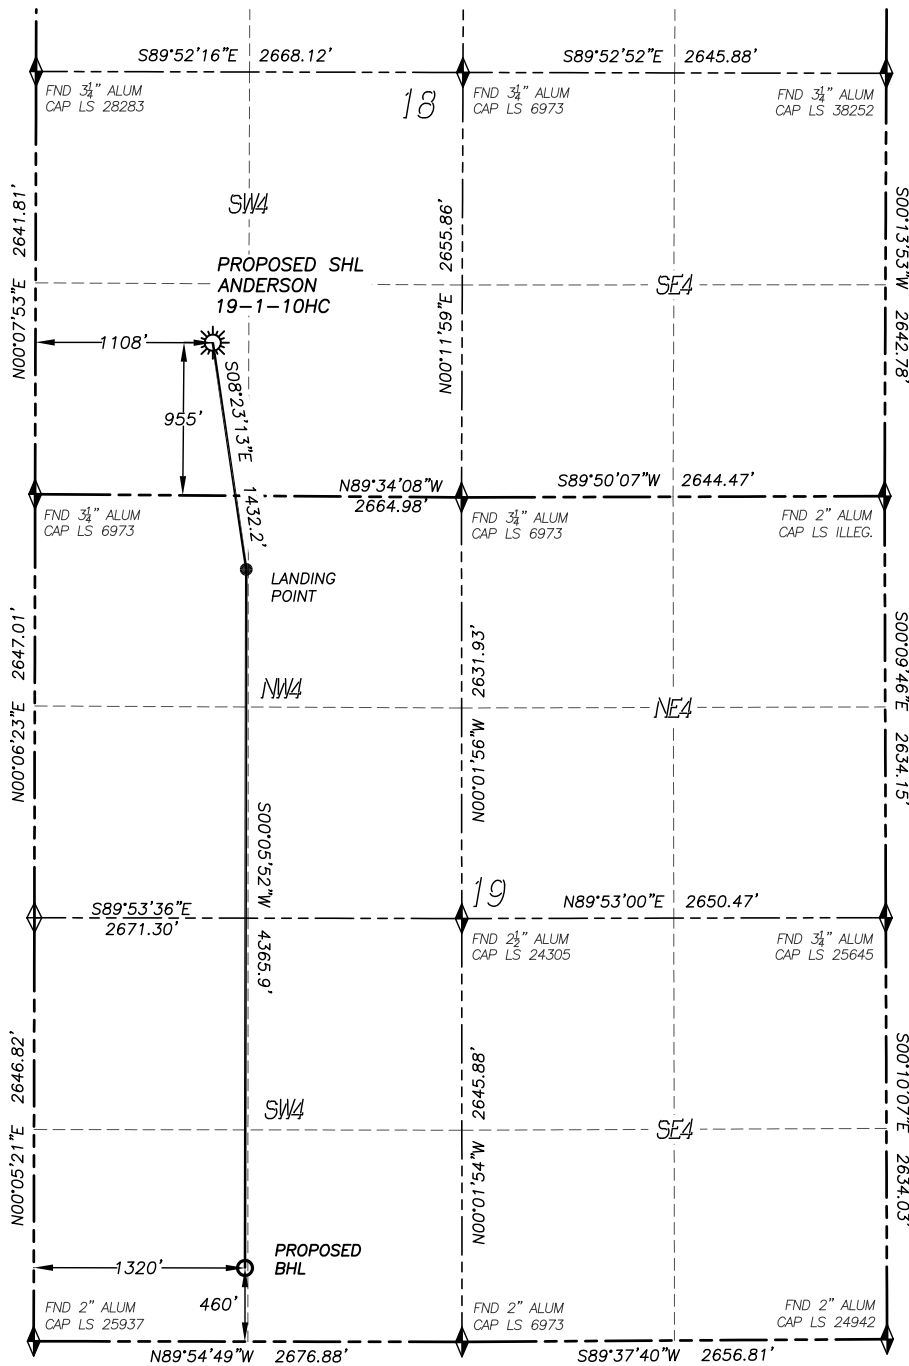 S89°52'16"E 2668.12'
S89°52'52"E 2645.88'
FND 3¼" ALUM
CAP LS 28283
18
FND 3¼" ALUM
CAP LS 6973
FND 3¼" ALUM
CAP LS 38252
N00°07'53"E 2641.81'
SW4
N00°11'59"E 2655.86'
S00°13'53"W 2642.78'
PROPOSED SHL
ANDERSON
19-1-10HC
SE4
1108'
955'
S08°23'13"E 1432.2'
N89°34'08"W
2664.98'
S89°50'07"W 2644.47'
FND 3¼" ALUM
CAP LS 6973
FND 3¼" ALUM
CAP LS 6973
FND 2" ALUM
CAP LS ILLEG.
LANDING
POINT
N00°06'23"E 2647.01'
NW4
N00°01'56"W 2631.93'
NE4
S00°09'46"E 2634.15'
S00°05'52"W 4365.9'
S89°53'36"E
2671.30'
19
N89°53'00"E 2650.47'
FND 2½" ALUM
CAP LS 24305
FND 3¼" ALUM
CAP LS 25645
N00°05'21"E 2646.82'
SW4
N00°01'54"W 2645.88'
SE4
S00°10'07"E 2634.03'
PROPOSED
BHL
1320'
460'
FND 2" ALUM
CAP LS 25937
FND 2" ALUM
CAP LS 6973
FND 2" ALUM
CAP LS 24942
N89°54'49"W 2676.88'
S89°37'40"W 2656.81'